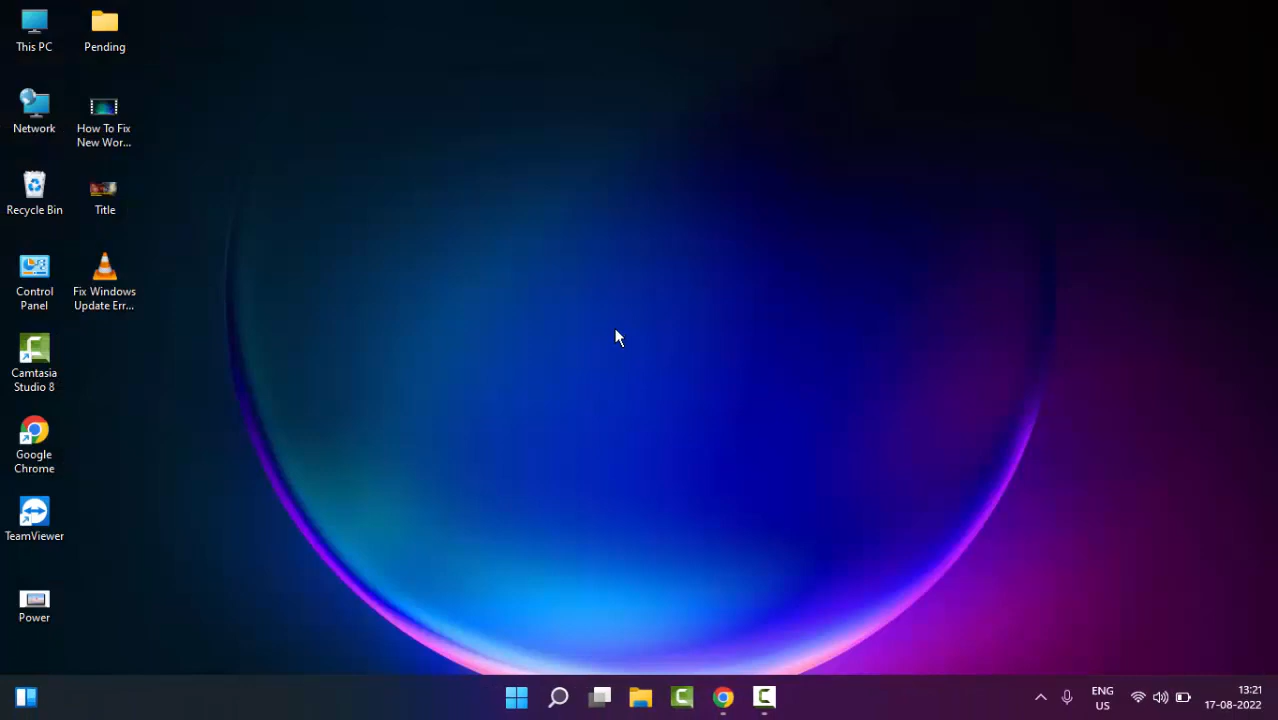 This PC
Pending
Network
How To Fix
New Wor...
Recycle Bin
Title
Control
Panel
Fix Windows
Update Err...
Camtasia
Studio 8
Google
Chrome
TeamViewer
Power
ENG
US
13:21
17-08-2022